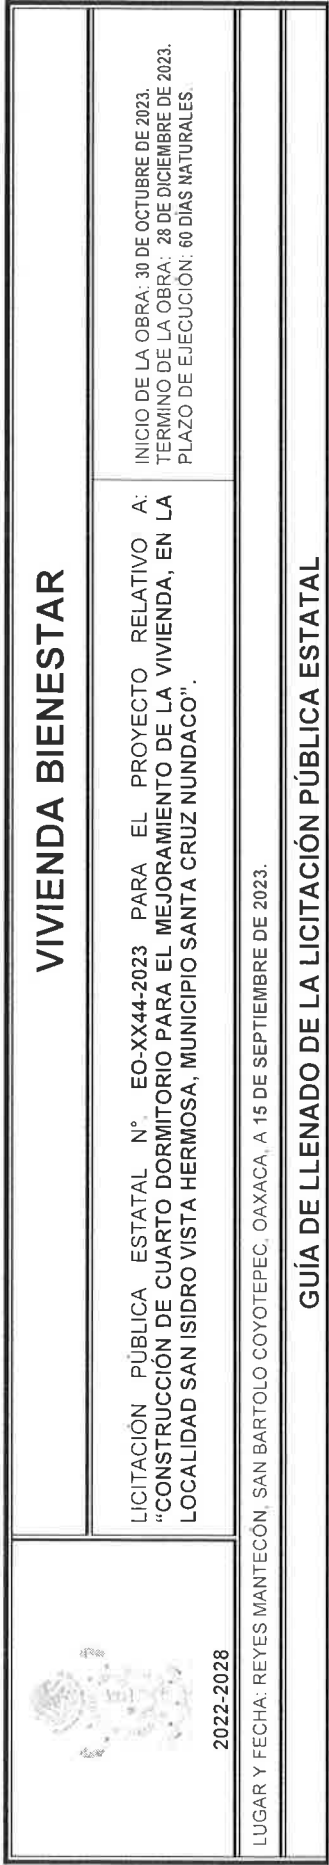 VIVIENDA BIENESTAR
2022-2028
LICITACIÓN PÚBLICA ESTATAL N°. EO-XX44-2023 PARA EL PROYECTO RELATIVO A:
"CONSTRUCCIÓN DE CUARTO DORMITORIO PARA EL MEJORAMIENTO DE LA VIVIENDA, EN LA
LOCALIDAD SAN ISIDRO VISTA HERMOSA, MUNICIPIO SANTA CRUZ NUNDACO".
INICIO DE LA OBRA: 30 DE OCTUBRE DE 2023.
TERMINO DE LA OBRA: 28 DE DICIEMBRE DE 2023.
PLAZO DE EJECUCIÓN: 60 DÍAS NATURALES.
LUGAR Y FECHA: REYES MANTECÓN, SAN BARTOLO COYOTEPEC, OAXACA, A 15 DE SEPTIEMBRE DE 2023.
GUÍA DE LLENADO DE LA LICITACIÓN PÚBLICA ESTATAL